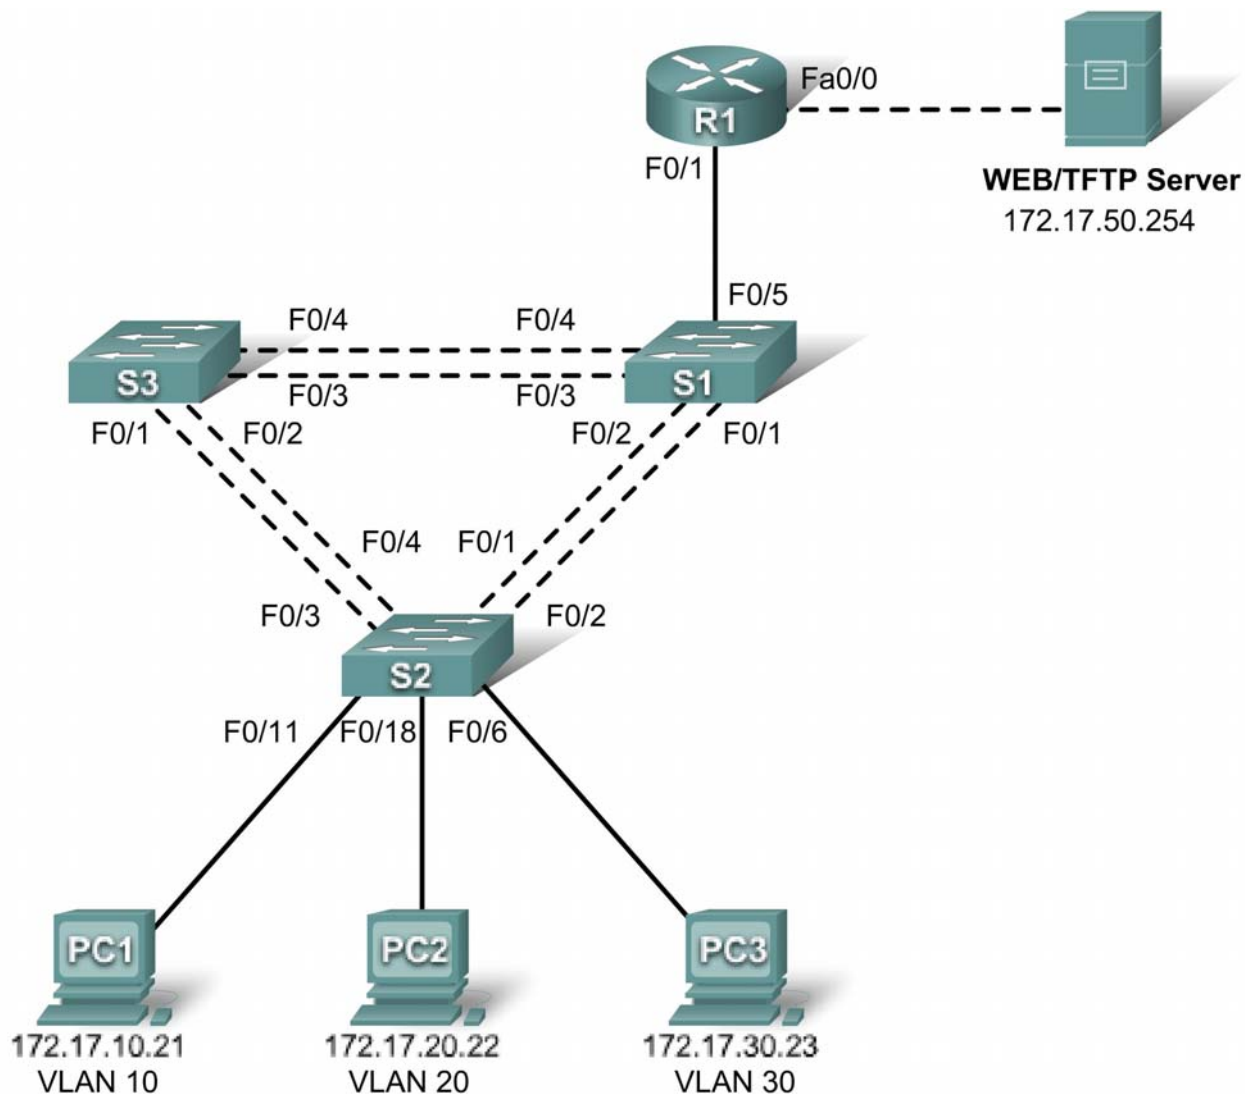 Fa0/0
R1
F0/1
WEB/TFTP Server
172.17.50.254
F0/5
F0/4
F0/4
S3
S1
F0/3
F0/3
F0/1
F0/2
F0/2
F0/1
F0/4
F0/1
F0/3
F0/2
S2
F0/11
F0/18
F0/6
PC1
PC2
PC3
172.17.10.21
172.17.20.22
172.17.30.23
VLAN 10
VLAN 20
VLAN 30